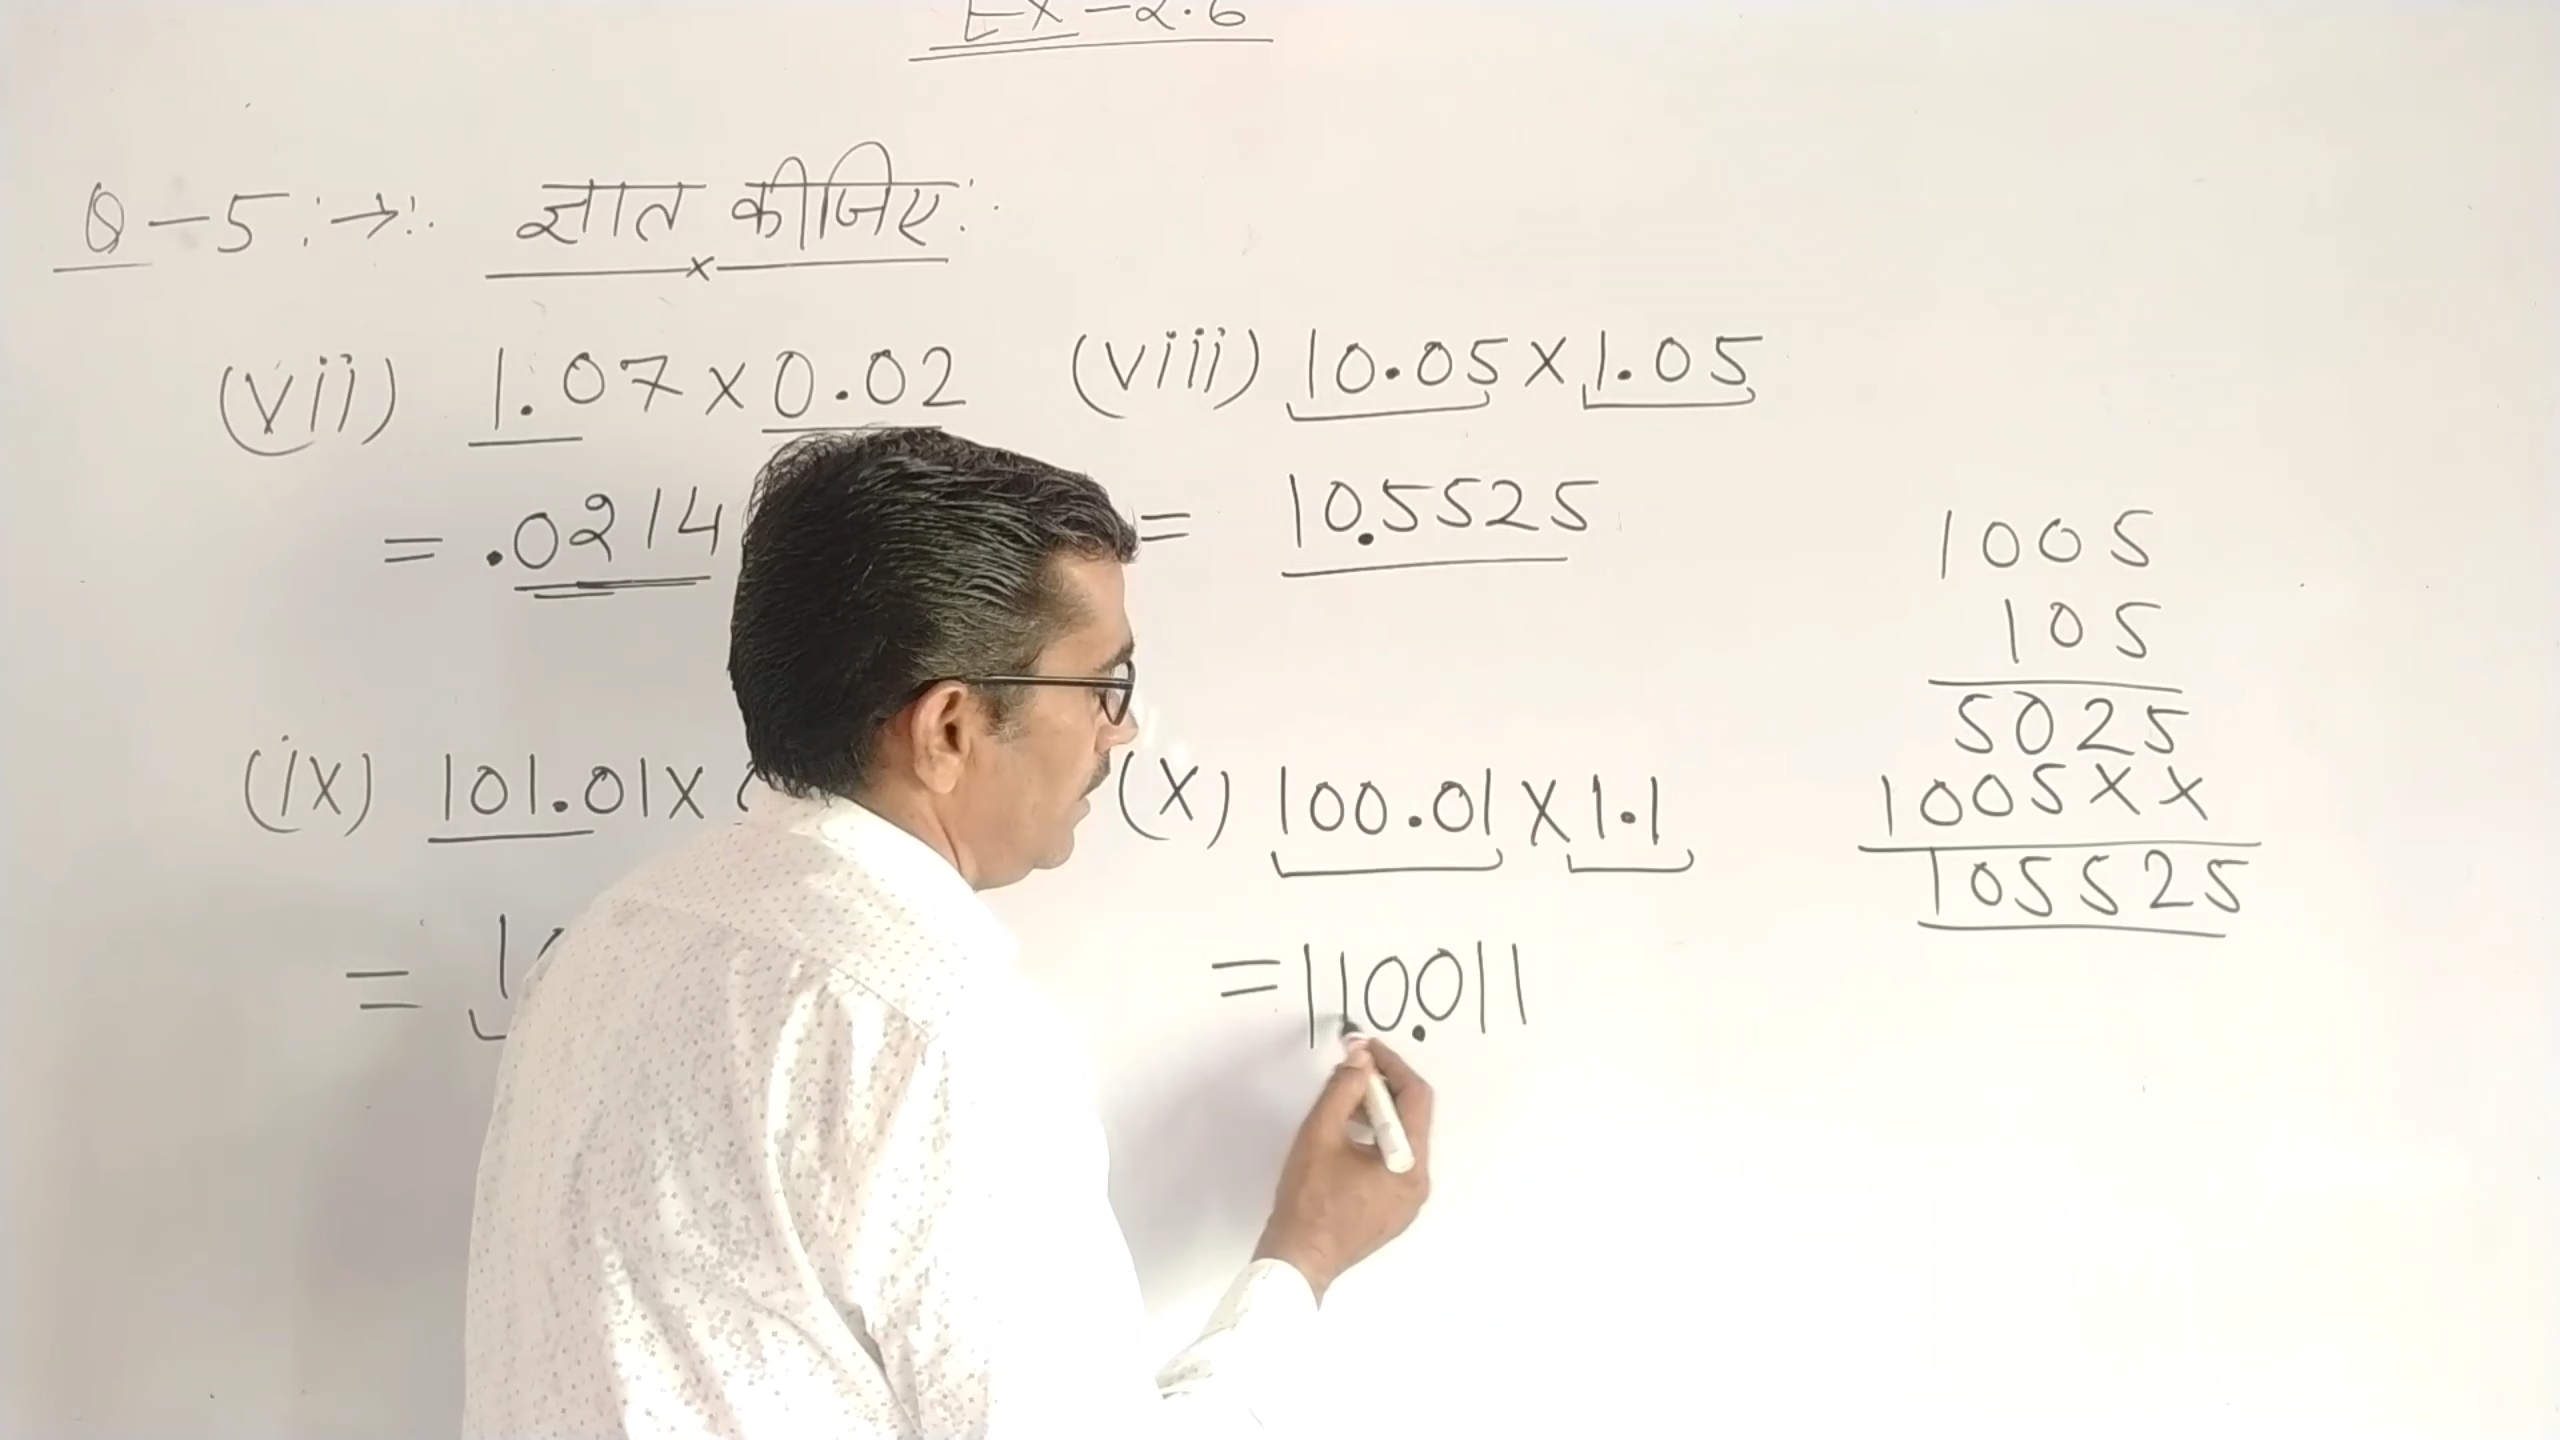 Ex - 2.6
Q - 5 :→:. ज्ञात कीजिए:
(vii) 1.07 x 0.02
= .0214
(viii) 10.05 x 1.05
= 10.5525
(ix) 101.01 x
=
(x) 100.01 x 1.1
= 110.011
1005
105
5025
1005xx
105525